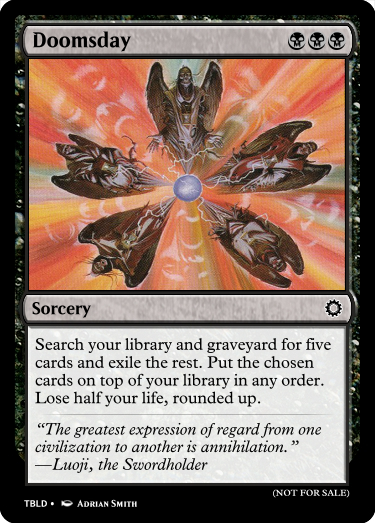 Doomsday
Sorcery
Search your library and graveyard for five
cards and exile the rest. Put the chosen
cards on top of your library in any order.
Lose half your life, rounded up.
“The greatest expression of regard from one
civilization to another is annihilation.”
—Luoji, the Swordholder
(NOT FOR SALE)
TBLD • Adrian Smith